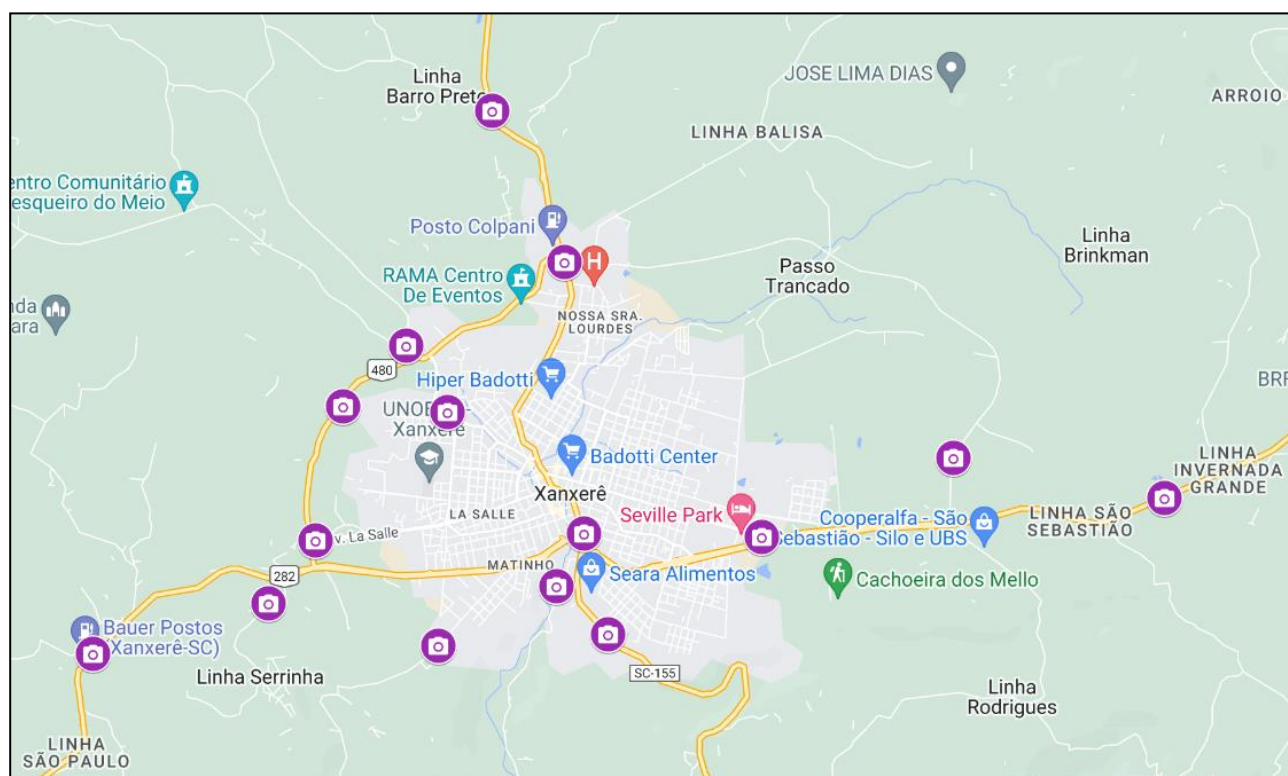 Linha
Barro Preto
JOSE LIMA DIAS
ARROIO
LINHA BALISA
entro Comunitário
esqueiro do Meio
Posto Colpani
H
Linha
Brinkman
Passo
Trancado
RAMA Centro
De Eventos
NOSSA SRA.
LOURDES
nda
ara
480
Hiper Badotti
BRF
UNOE
Xanxerê
Badotti Center
Xanxerê
LINHA
INVERNADA
GRANDE
LA SALLE
Seville Park
Cooperalfa - São
Sebastião - Silo e UBS
LINHA SÃO
SEBASTIÃO
v. La Salle
MATINHO
282
Seara Alimentos
Cachoeira dos Mello
Bauer Postos
(Xanxerê-SC)
Linha Serrinha
SC-155
Linha
Rodrigues
LINHA
SÃO PAULO